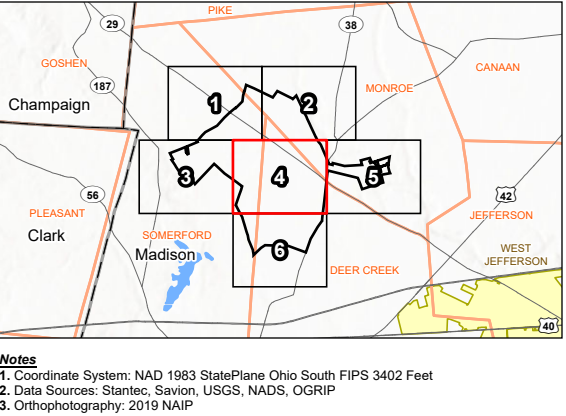 PIKE
29
38
GOSHEN
CANAAN
187
MONROE
Champaign
1
2
3
4
5
56
42
PLEASANT
JEFFERSON
Clark
SOMERFORD
Madison
6
WEST
JEFFERSON
DEER CREEK
40
Notes
1. Coordinate System: NAD 1983 StatePlane Ohio South FIPS 3402 Feet
2. Data Sources: Stantec, Savion, USGS, NADS, OGRIP
3. Orthophotography: 2019 NAIP